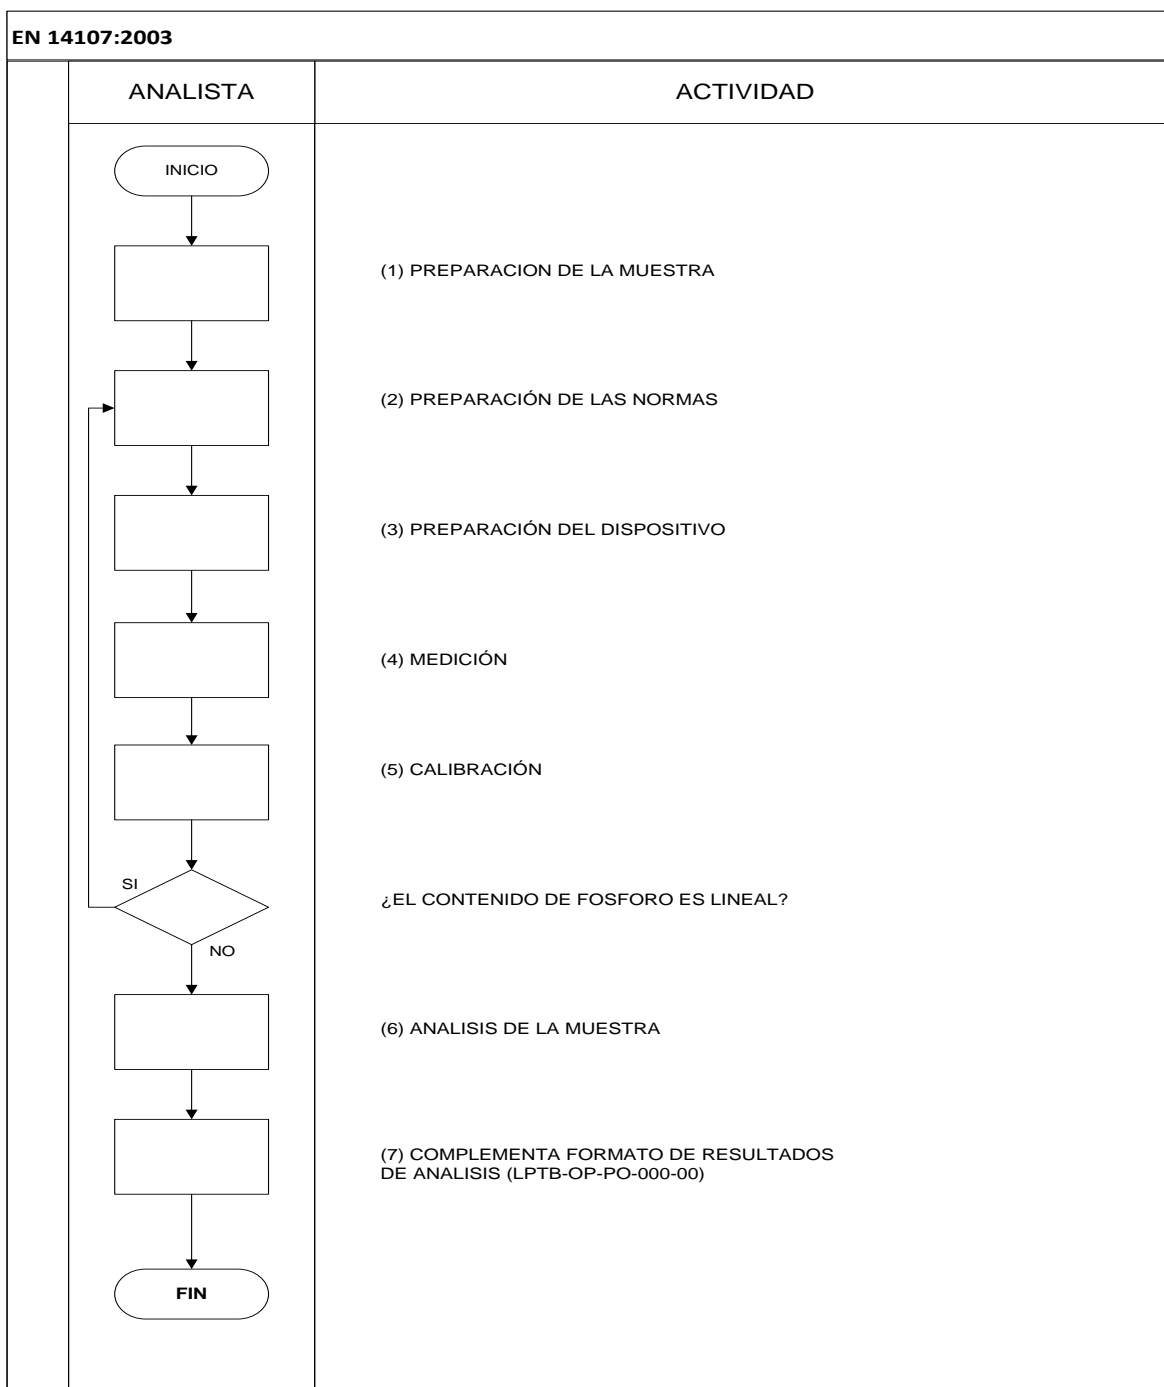 EN 14107:2003
ANALISTA
ACTIVIDAD
INICIO
(1) PREPARACION DE LA MUESTRA
(2) PREPARACIÓN DE LAS NORMAS
(3) PREPARACIÓN DEL DISPOSITIVO
(4) MEDICIÓN
(5) CALIBRACIÓN
SI
¿EL CONTENIDO DE FOSFORO ES LINEAL?
NO
(6) ANALISIS DE LA MUESTRA
(7) COMPLEMENTA FORMATO DE RESULTADOS
DE ANALISIS (LPTB-OP-PO-000-00)
FIN